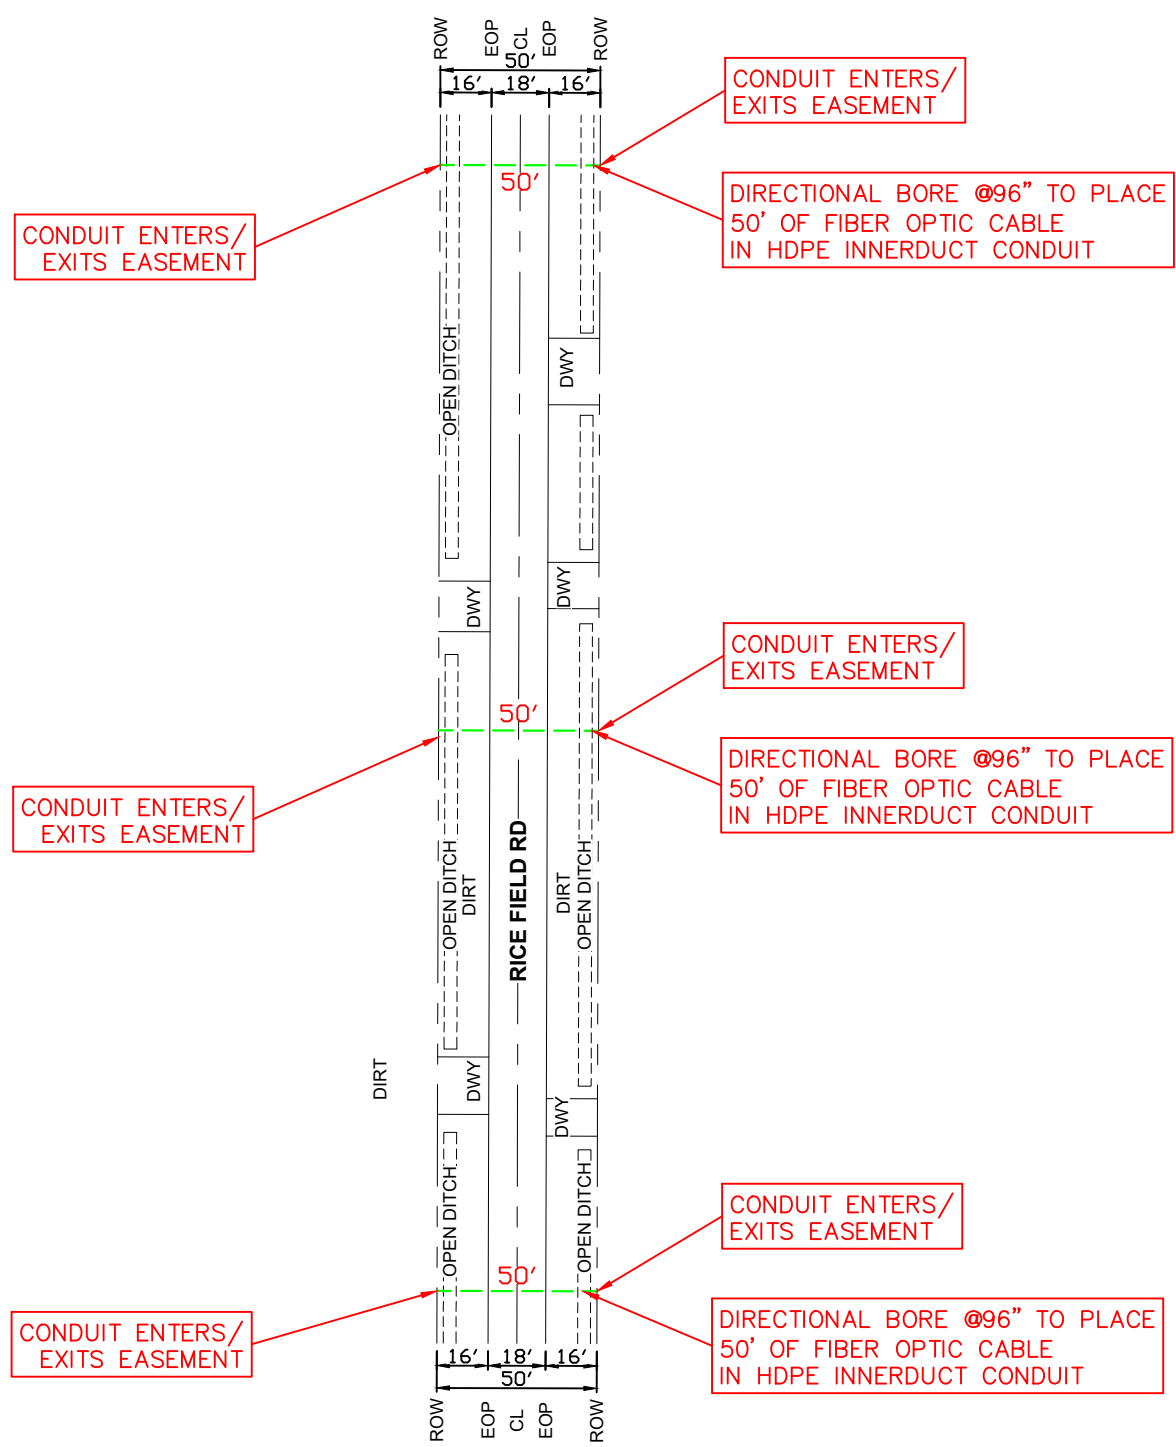 ROW
EOP
CL
EOP
ROW
50'
16'
18'
16'
CONDUIT ENTERS/
EXITS EASEMENT
50'
DIRECTIONAL BORE @96" TO PLACE
50' OF FIBER OPTIC CABLE
IN HDPE INNERDUCT CONDUIT
CONDUIT ENTERS/
EXITS EASEMENT
OPEN DITCH
DWY
DWY
DWY
CONDUIT ENTERS/
EXITS EASEMENT
50'
DIRECTIONAL BORE @96" TO PLACE
50' OF FIBER OPTIC CABLE
IN HDPE INNERDUCT CONDUIT
CONDUIT ENTERS/
EXITS EASEMENT
OPEN DITCH
DIRT
RICE FIELD RD
DIRT
OPEN DITCH
DIRT
DWY
DWY
OPEN DITCH
OPEN DITCH
CONDUIT ENTERS/
EXITS EASEMENT
50'
DIRECTIONAL BORE @96" TO PLACE
50' OF FIBER OPTIC CABLE
IN HDPE INNERDUCT CONDUIT
CONDUIT ENTERS/
EXITS EASEMENT
16'
18'
16'
50'
ROW
EOP
CL
EOP
ROW